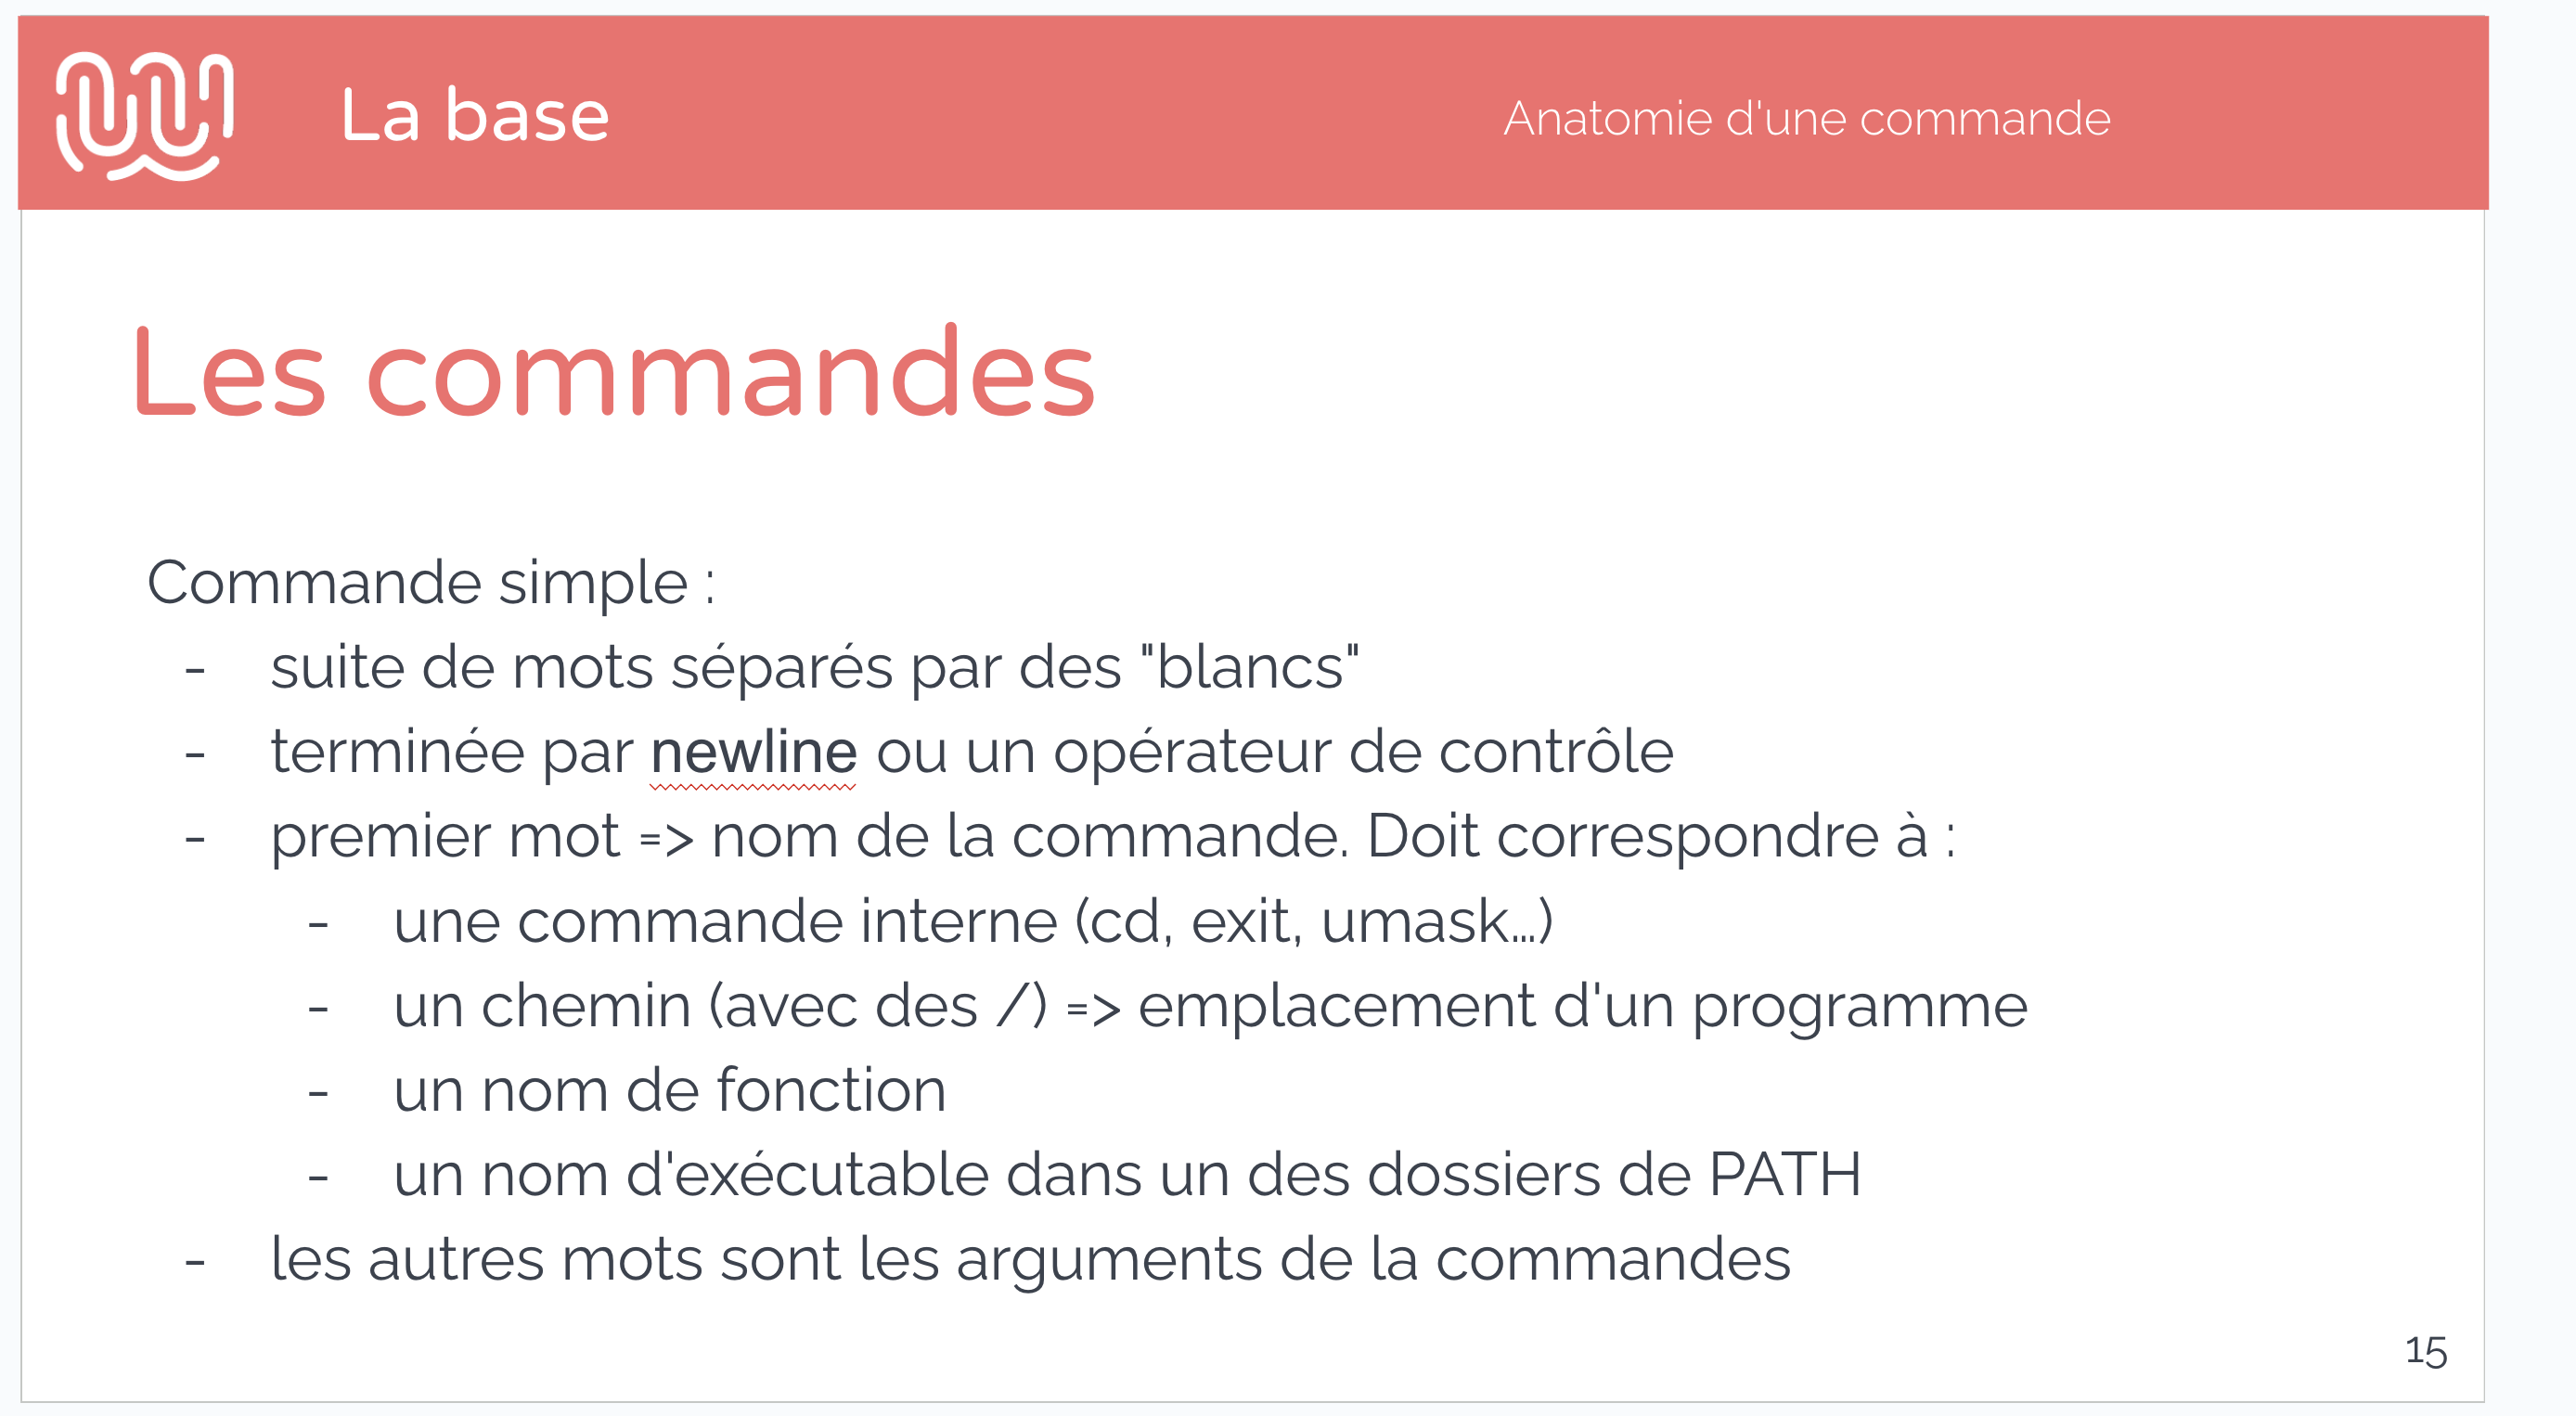 La base
Anatomie d'une commande
Les commandes
Commande simple :
- suite de mots séparés par des "blancs"
- terminée par newline ou un opérateur de contrôle
- premier mot => nom de la commande. Doit correspondre à :
- une commande interne (cd, exit, umask...)
- un chemin (avec des /) => emplacement d'un programme
- un nom de fonction
- un nom d'exécutable dans un des dossiers de PATH
- les autres mots sont les arguments de la commandes
15